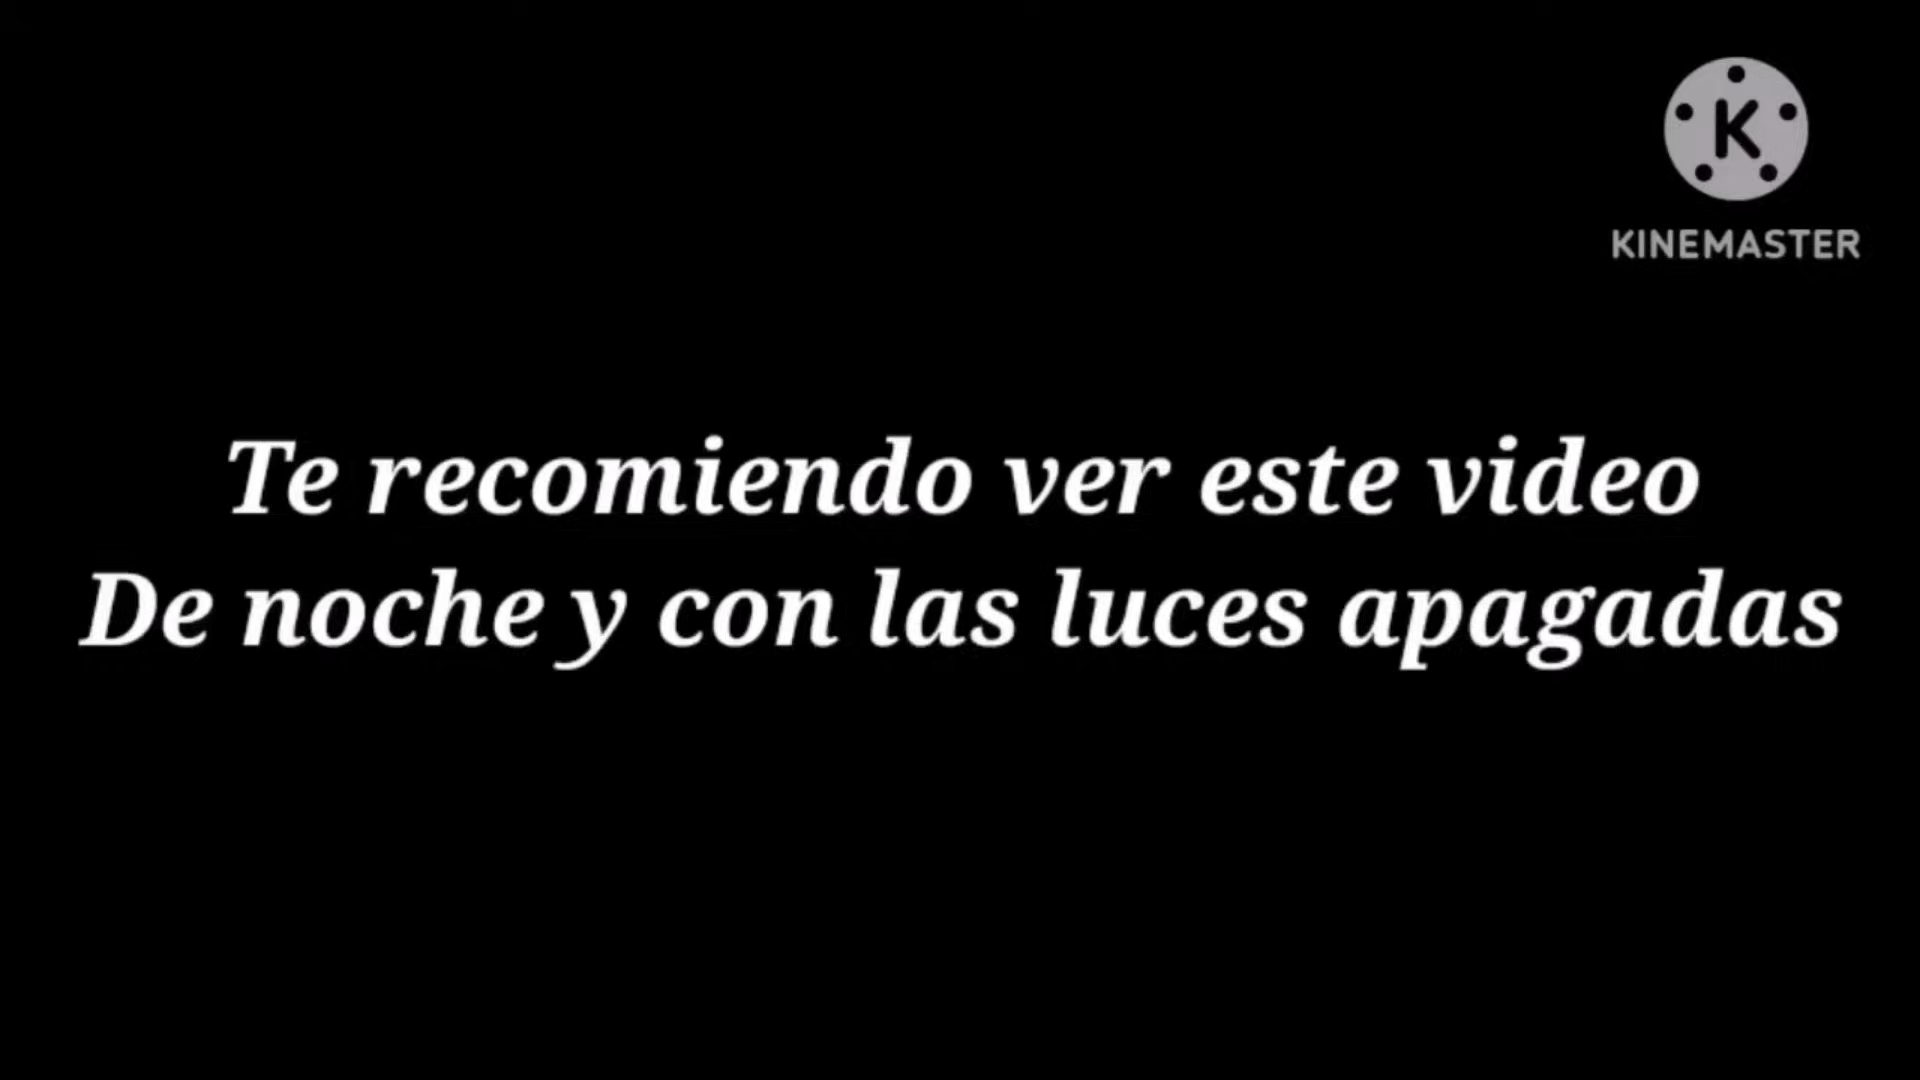 K
KINEMASTER
Te recomiendo ver este video
De noche y con las luces apagadas